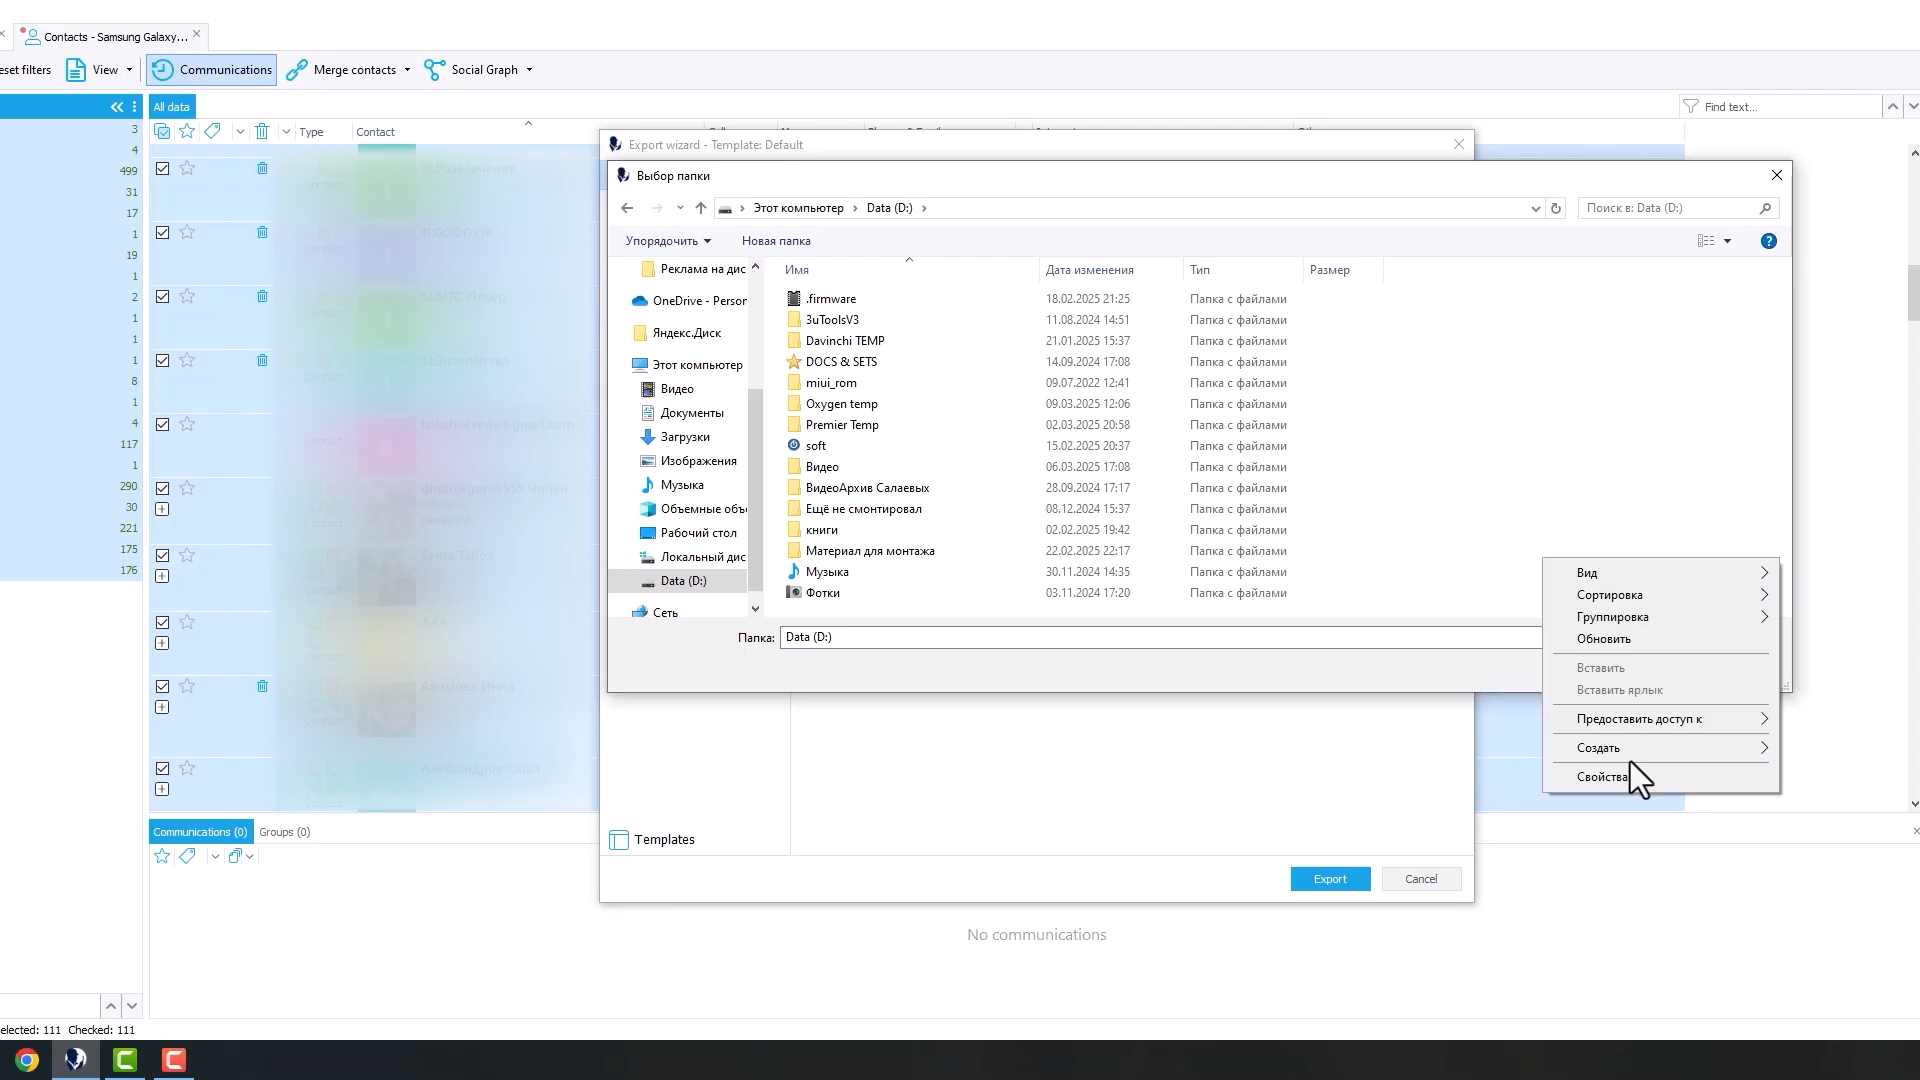 Contacts - Samsung Galaxy...
eset filters
View
Communications
Merge contacts
Social Graph
All data
Find text...
Type
Contact
3
4
499
31
17
1
19
1
2
1
1
1
8
1
4
117
1
290
30
221
175
176
Export wizard - Template: Default
Выбор папки
Этот компьютер
Data (D:)
Поиск в: Data (D:)
Упорядочить
Новая папка
Реклама на дис
OneDrive - Person
Яндекс.Диск
Этот компьютер
Видео
Документы
Загрузки
Изображения
Музыка
Объемные объ
Рабочий стол
Локальный дис
Data (D:)
Сеть
Имя Дата изменения Тип Размер
.firmware 18.02.2025 21:25 Папка с файлами
3uToolsV3 11.08.2024 14:51 Папка с файлами
Davinchi TEMP 21.01.2025 15:37 Папка с файлами
DOCS & SETS 14.09.2024 17:08 Папка с файлами
miui_rom 09.07.2022 12:41 Папка с файлами
Oxygen temp 09.03.2025 12:06 Папка с файлами
Premier Temp 02.03.2025 20:58 Папка с файлами
soft 15.02.2025 20:37 Папка с файлами
Видео 06.03.2025 17:08 Папка с файлами
ВидеоАрхив Салаевых 28.09.2024 17:17 Папка с файлами
Ещё не смонтировал 08.12.2024 15:37 Папка с файлами
книги 02.02.2025 19:42 Папка с файлами
Материал для монтажа 22.02.2025 22:17 Папка с файлами
Музыка 30.11.2024 14:35 Папка с файлами
Фотки 03.11.2024 17:20 Папка с файлами
Папка: Data (D:)
Вид
Сортировка
Группировка
Обновить
Вставить
Вставить ярлык
Предоставить доступ к
Создать
Свойства
Templates
Export
Cancel
Communications (0)
Groups (0)
No communications
elected: 111 Checked: 111